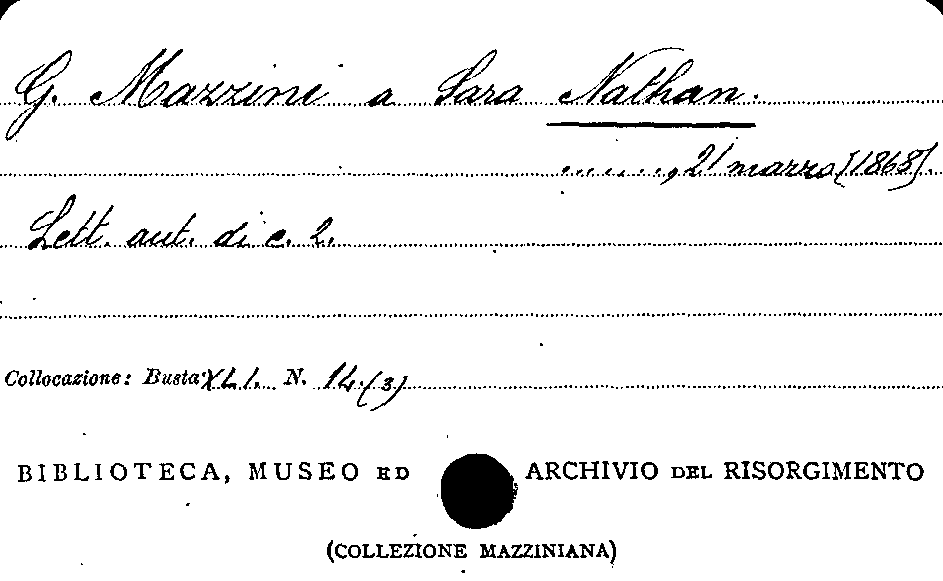 G. Mazzini a Sara Nathan.
......., 21 marzo [1868].
Lett. aut. di c. 2.
Collocazione: Busta XLI. N. 14.(3)
BIBLIOTECA, MUSEO ED ARCHIVIO DEL RISORGIMENTO
(COLLEZIONE MAZZINIANA)